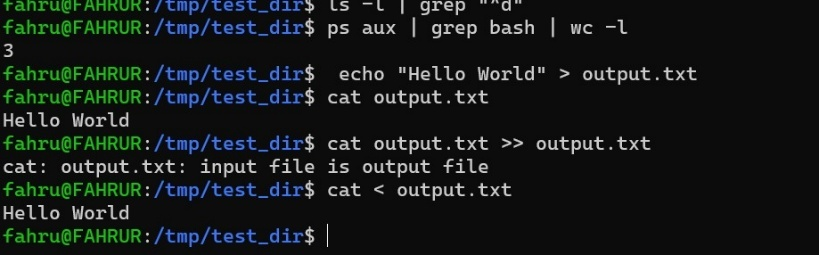 fahru@FAHRUR:/tmp/test_dir$ ls -l | grep "^d"
fahru@FAHRUR:/tmp/test_dir$ ps aux | grep bash | wc -l
3
fahru@FAHRUR:/tmp/test_dir$  echo "Hello World" > output.txt
fahru@FAHRUR:/tmp/test_dir$ cat output.txt
Hello World
fahru@FAHRUR:/tmp/test_dir$ cat output.txt >> output.txt
cat: output.txt: input file is output file
fahru@FAHRUR:/tmp/test_dir$ cat < output.txt
Hello World
fahru@FAHRUR:/tmp/test_dir$